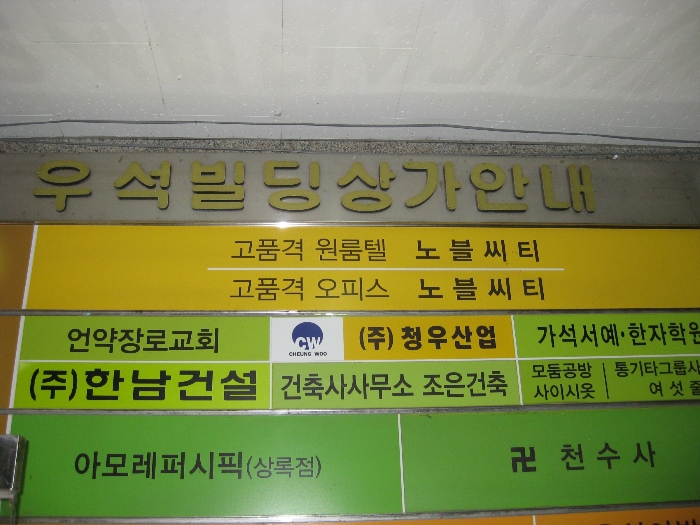 우석빌딩상가안내
고품격 원룸텔 노블씨티
고품격 오피스 노블씨티
언약장로교회
CW
CHEUNG WOO
(주) 청우산업
가석서예·한자학원
(주)한남건설
건축사사무소 조은건축
모둠공방
사이시옷
통기타그룹사
여섯줄
아모레퍼시픽(상록점)
卍 천수사